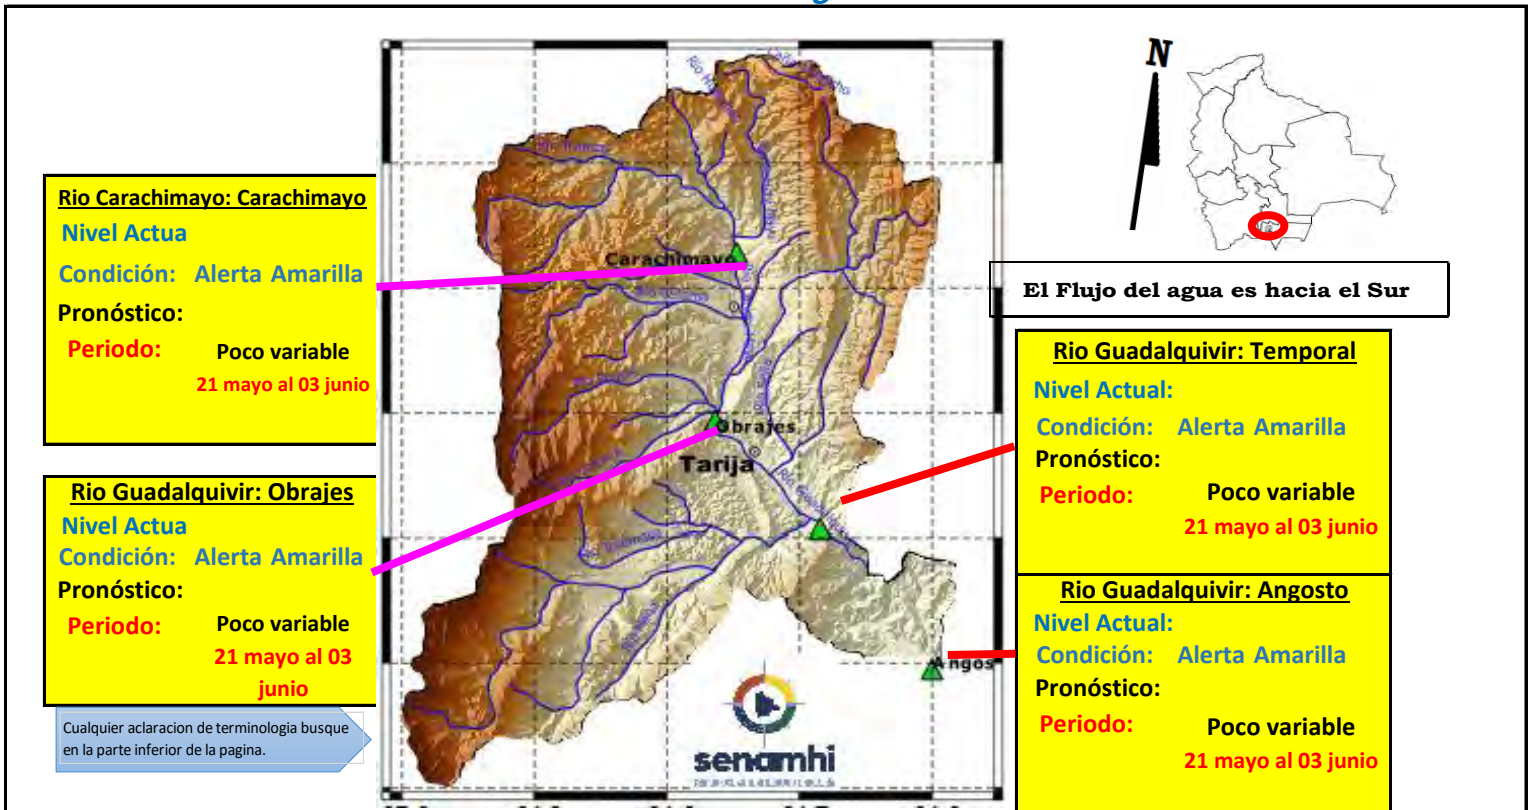 Rio Carachimayo: Carachimayo
Nivel Actua
Condición: Alerta Amarilla
Pronóstico:
Periodo: Poco variable
21 mayo al 03 junio
Rio Guadalquivir: Obrajes
Nivel Actua
Condición: Alerta Amarilla
Pronóstico:
Periodo: Poco variable
21 mayo al 03
junio
Cualquier aclaracion de terminologia busque
en la parte inferior de la pagina.
Carachimayo
Obrajes
Tarija
Angos
senamhi
N
El Flujo del agua es hacia el Sur
Rio Guadalquivir: Temporal
Nivel Actual:
Condición: Alerta Amarilla
Pronóstico:
Periodo: Poco variable
21 mayo al 03 junio
Rio Guadalquivir: Angosto
Nivel Actual:
Condición: Alerta Amarilla
Pronóstico:
Periodo: Poco variable
21 mayo al 03 junio